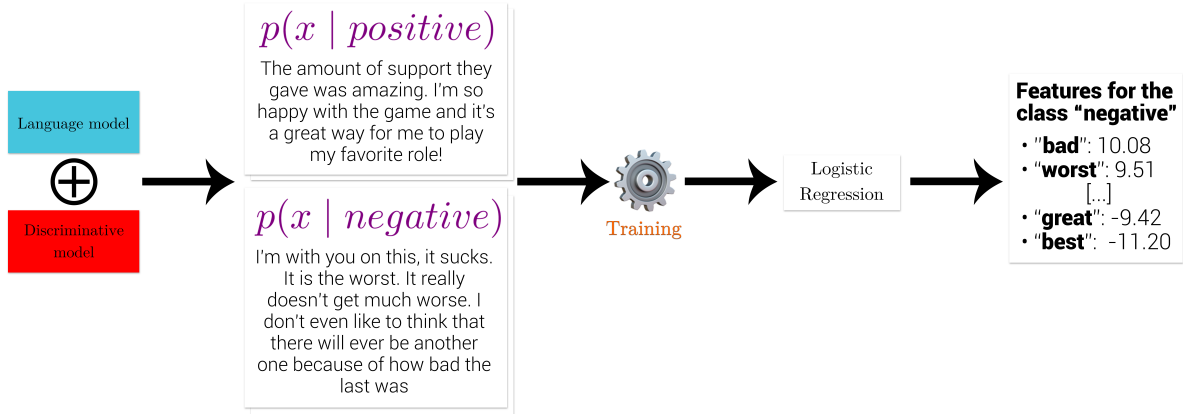 Language model
Discriminative
model
p(x | positive)
The amount of support they
gave was amazing. I'm so
happy with the game and it's
a great way for me to play
my favorite role!
p(x | negative)
I'm with you on this, it sucks.
It is the worst. It really
doesn't get much worse. I
don't even like to think that
there will ever be another
one because of how bad the
last was
Training
Logistic
Regression
Features for the
class “negative”
• “bad”: 10.08
• “worst”: 9.51
[...]
• “great”: -9.42
• “best”: -11.20